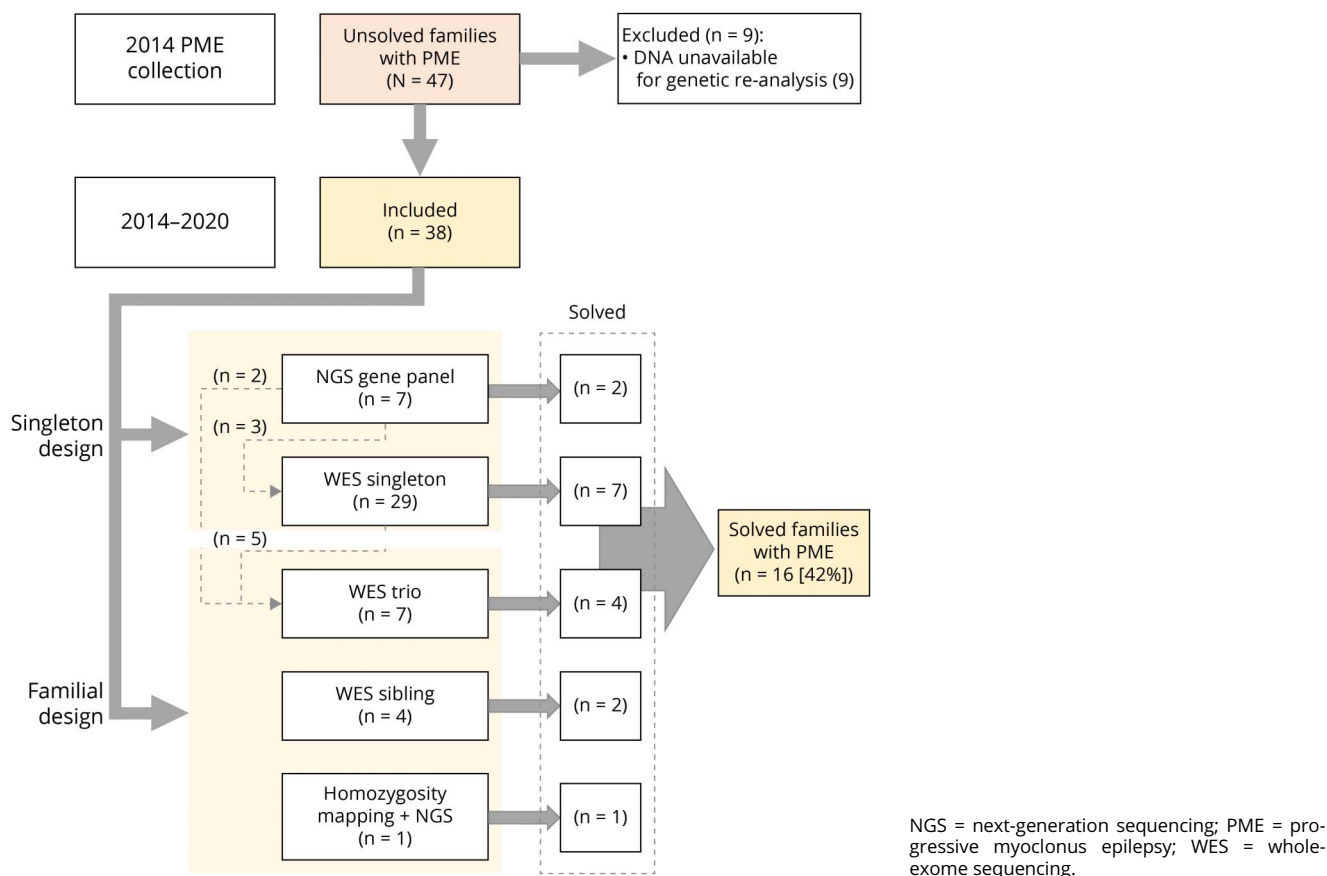 2014 PME
collection
Unsolved families
with PME
(N = 47)
Excluded (n = 9):
• DNA unavailable
for genetic re-analysis (9)
2014–2020
Included
(n = 38)
Solved
Singleton
design
(n = 2)
NGS gene panel
(n = 7)
(n = 2)
(n = 3)
WES singleton
(n = 29)
(n = 7)
(n = 5)
WES trio
(n = 7)
(n = 4)
Solved families
with PME
(n = 16 [42%])
Familial
design
WES sibling
(n = 4)
(n = 2)
Homozygosity
mapping + NGS
(n = 1)
(n = 1)
NGS = next-generation sequencing; PME = pro-
gressive myoclonus epilepsy; WES = whole-
exome sequencing.